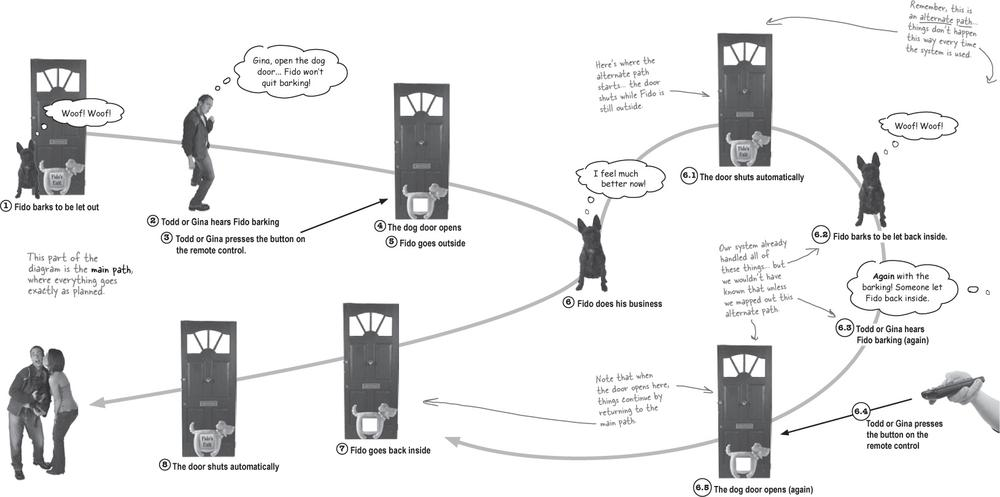 Remember, this is
an alternate path...
things don't happen
this way every time
the system is used.
Gina, open the dog
door... Fido won't
quit barking!
Here's where the
alternate path
starts... the door
shuts while Fido is
still outside.
Woof! Woof!
Fido's
Exit
1 Fido barks to be let out
2 Todd or Gina hears Fido barking
3 Todd or Gina presses the button on
the remote control.
4 The dog door opens
5 Fido goes outside
I feel much
better now!
6 Fido does his business
Fido's
Exit
6.1 The door shuts automatically
Woof! Woof!
6.2 Fido barks to be let back inside.
This part of the
diagram is the main path,
where everything goes
exactly as planned.
Our system already
handled all of
these things... but
we wouldn't have
known that unless
we mapped out this
alternate path.
Again with the
barking! Someone let
Fido back inside.
6.3 Todd or Gina hears
Fido barking (again)
Note that when
the door opens here,
things continue by
returning to the
main path.
6.4
Todd or Gina presses
the button on the
remote control
6.5 The dog door opens (again)
7 Fido goes back inside
Fido's
Exit
8 The door shuts automatically